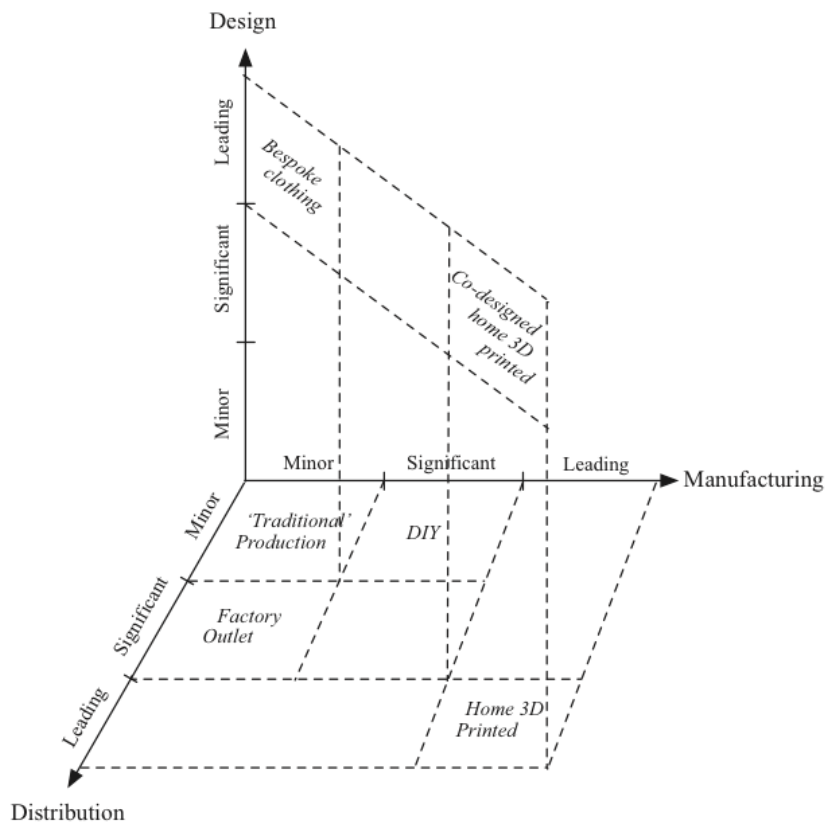 Design
Leading
Significant
Minor
Bespoke
clothing
Co-designed
home 3D
printed
Minor
Significant
Leading
Manufacturing
Minor
Significant
Leading
Distribution
‘Traditional’
Production
DIY
Factory
Outlet
Home 3D
Printed